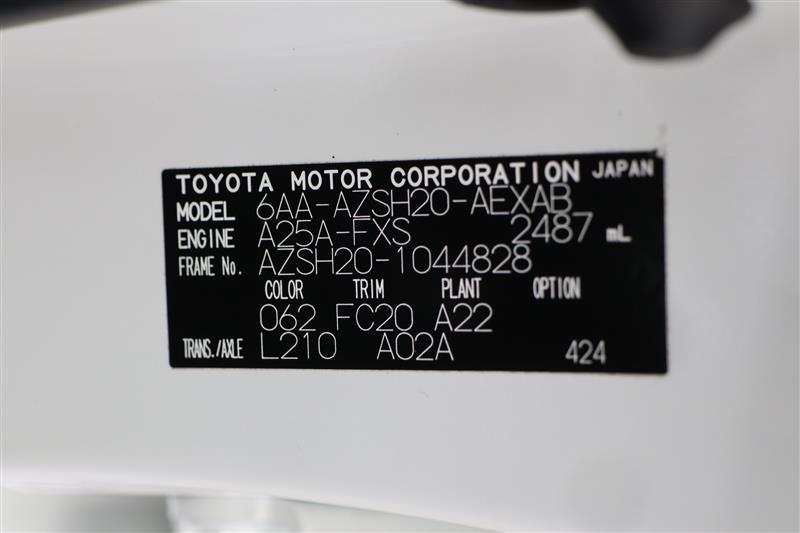 TOYOTA MOTOR CORPORATION JAPAN
MODEL 6AA-AZSH20-AEXAB
ENGINE A25A-FXS 2487 mL
FRAME No. AZSH20-1044828
COLOR TRIM PLANT OPTION
062 FC20 A22
TRANS./AXLE L210 A02A 424